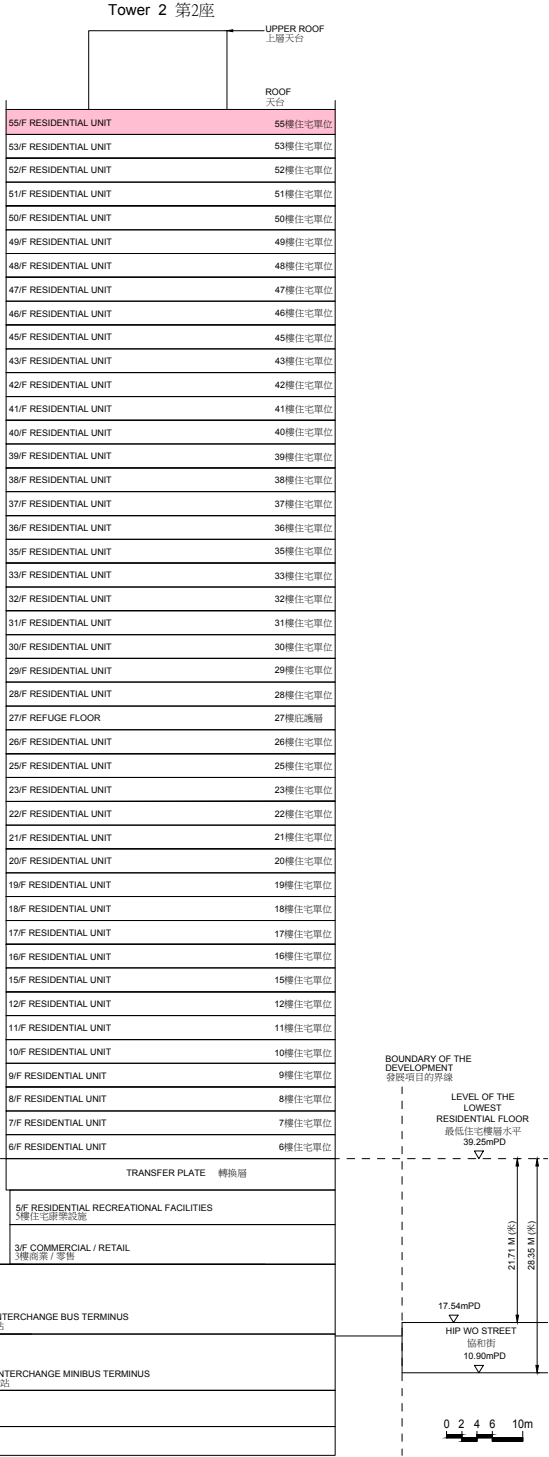 Tower 2 第2座
UPPER ROOF
上層天台
ROOF
天台
55/F RESIDENTIAL UNIT 55樓住宅單位
53/F RESIDENTIAL UNIT 53樓住宅單位
52/F RESIDENTIAL UNIT 52樓住宅單位
51/F RESIDENTIAL UNIT 51樓住宅單位
50/F RESIDENTIAL UNIT 50樓住宅單位
49/F RESIDENTIAL UNIT 49樓住宅單位
48/F RESIDENTIAL UNIT 48樓住宅單位
47/F RESIDENTIAL UNIT 47樓住宅單位
46/F RESIDENTIAL UNIT 46樓住宅單位
45/F RESIDENTIAL UNIT 45樓住宅單位
43/F RESIDENTIAL UNIT 43樓住宅單位
42/F RESIDENTIAL UNIT 42樓住宅單位
41/F RESIDENTIAL UNIT 41樓住宅單位
40/F RESIDENTIAL UNIT 40樓住宅單位
39/F RESIDENTIAL UNIT 39樓住宅單位
38/F RESIDENTIAL UNIT 38樓住宅單位
37/F RESIDENTIAL UNIT 37樓住宅單位
36/F RESIDENTIAL UNIT 36樓住宅單位
35/F RESIDENTIAL UNIT 35樓住宅單位
33/F RESIDENTIAL UNIT 33樓住宅單位
32/F RESIDENTIAL UNIT 32樓住宅單位
31/F RESIDENTIAL UNIT 31樓住宅單位
30/F RESIDENTIAL UNIT 30樓住宅單位
29/F RESIDENTIAL UNIT 29樓住宅單位
28/F RESIDENTIAL UNIT 28樓住宅單位
27/F REFUGE FLOOR 27樓庇護層
26/F RESIDENTIAL UNIT 26樓住宅單位
25/F RESIDENTIAL UNIT 25樓住宅單位
23/F RESIDENTIAL UNIT 23樓住宅單位
22/F RESIDENTIAL UNIT 22樓住宅單位
21/F RESIDENTIAL UNIT 21樓住宅單位
20/F RESIDENTIAL UNIT 20樓住宅單位
19/F RESIDENTIAL UNIT 19樓住宅單位
18/F RESIDENTIAL UNIT 18樓住宅單位
17/F RESIDENTIAL UNIT 17樓住宅單位
16/F RESIDENTIAL UNIT 16樓住宅單位
15/F RESIDENTIAL UNIT 15樓住宅單位
12/F RESIDENTIAL UNIT 12樓住宅單位
11/F RESIDENTIAL UNIT 11樓住宅單位
10/F RESIDENTIAL UNIT 10樓住宅單位
9/F RESIDENTIAL UNIT 9樓住宅單位
8/F RESIDENTIAL UNIT 8樓住宅單位
7/F RESIDENTIAL UNIT 7樓住宅單位
6/F RESIDENTIAL UNIT 6樓住宅單位
TRANSFER PLATE 轉換層
5/F RESIDENTIAL RECREATIONAL FACILITIES
5樓住宅康樂設施
3/F COMMERCIAL / RETAIL
3樓商業 / 零售
NTERCHANGE BUS TERMINUS
站
NTERCHANGE MINIBUS TERMINUS
站
BOUNDARY OF THE
DEVELOPMENT
發展項目的界線
LEVEL OF THE
LOWEST
RESIDENTIAL FLOOR
最低住宅樓層水平
39.25mPD
21.71 M (米)
28.35 M (米)
17.54mPD
HIP WO STREET
協和街
10.90mPD
0 2 4 6 10m